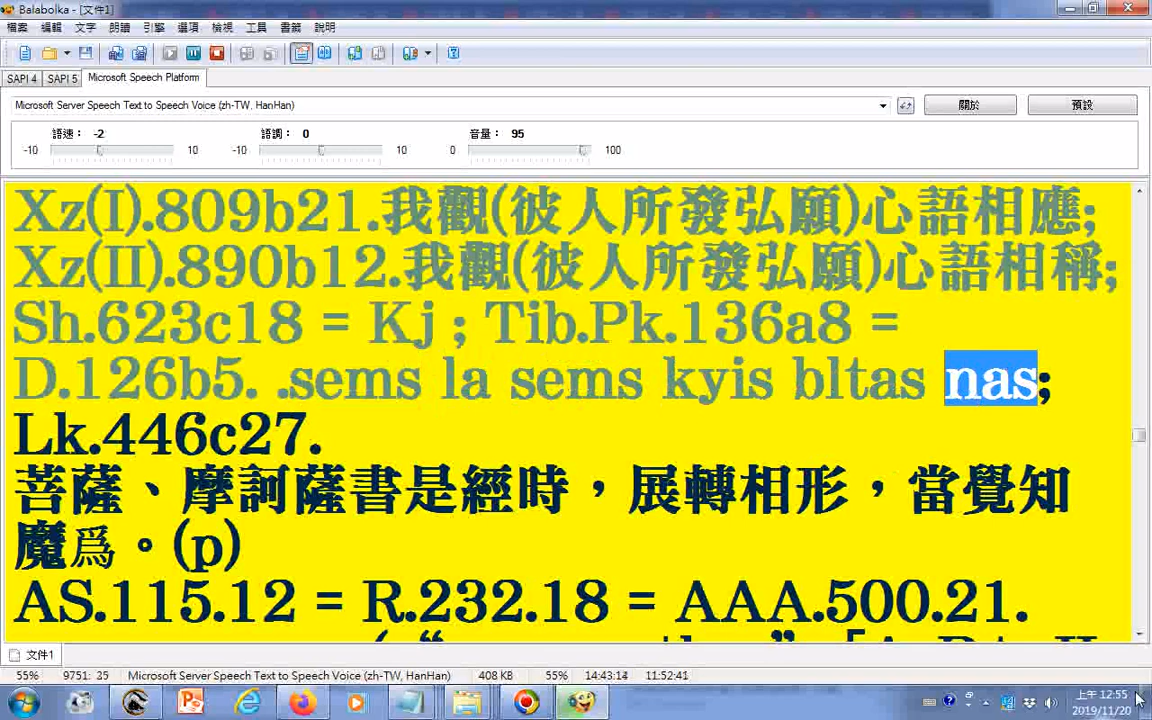 Balabolka - [文件1]
檔案 編輯 文字 朗讀 引擎 選項 檢視 工具 書籤 說明
SAPI 4 SAPI 5 Microsoft Speech Platform
Microsoft Server Speech Text to Speech Voice (zh-TW, HanHan) 關於 預設
語速： -2 語調： 0 音量： 95
-10 10 -10 10 0 100
Xz(I).809b21.我觀(彼人所發弘願)心語相應;
Xz(II).890b12.我觀(彼人所發弘願)心語相稱;
Sh.623c18 = Kj ; Tib.Pk.136a8 =
D.126b5. .sems la sems kyis bltas nas;
Lk.446c27.
菩薩、摩訶薩書是經時，展轉相形，當覺知
魔爲。(p)
AS.115.12 = R.232.18 = AAA.500.21.
文件1
55% 9751: 25 Microsoft Server Speech Text to Speech Voice (zh-TW, HanHan) 408 KB 55% 14:43:14 11:52:41
上午 12:55
2019/11/20